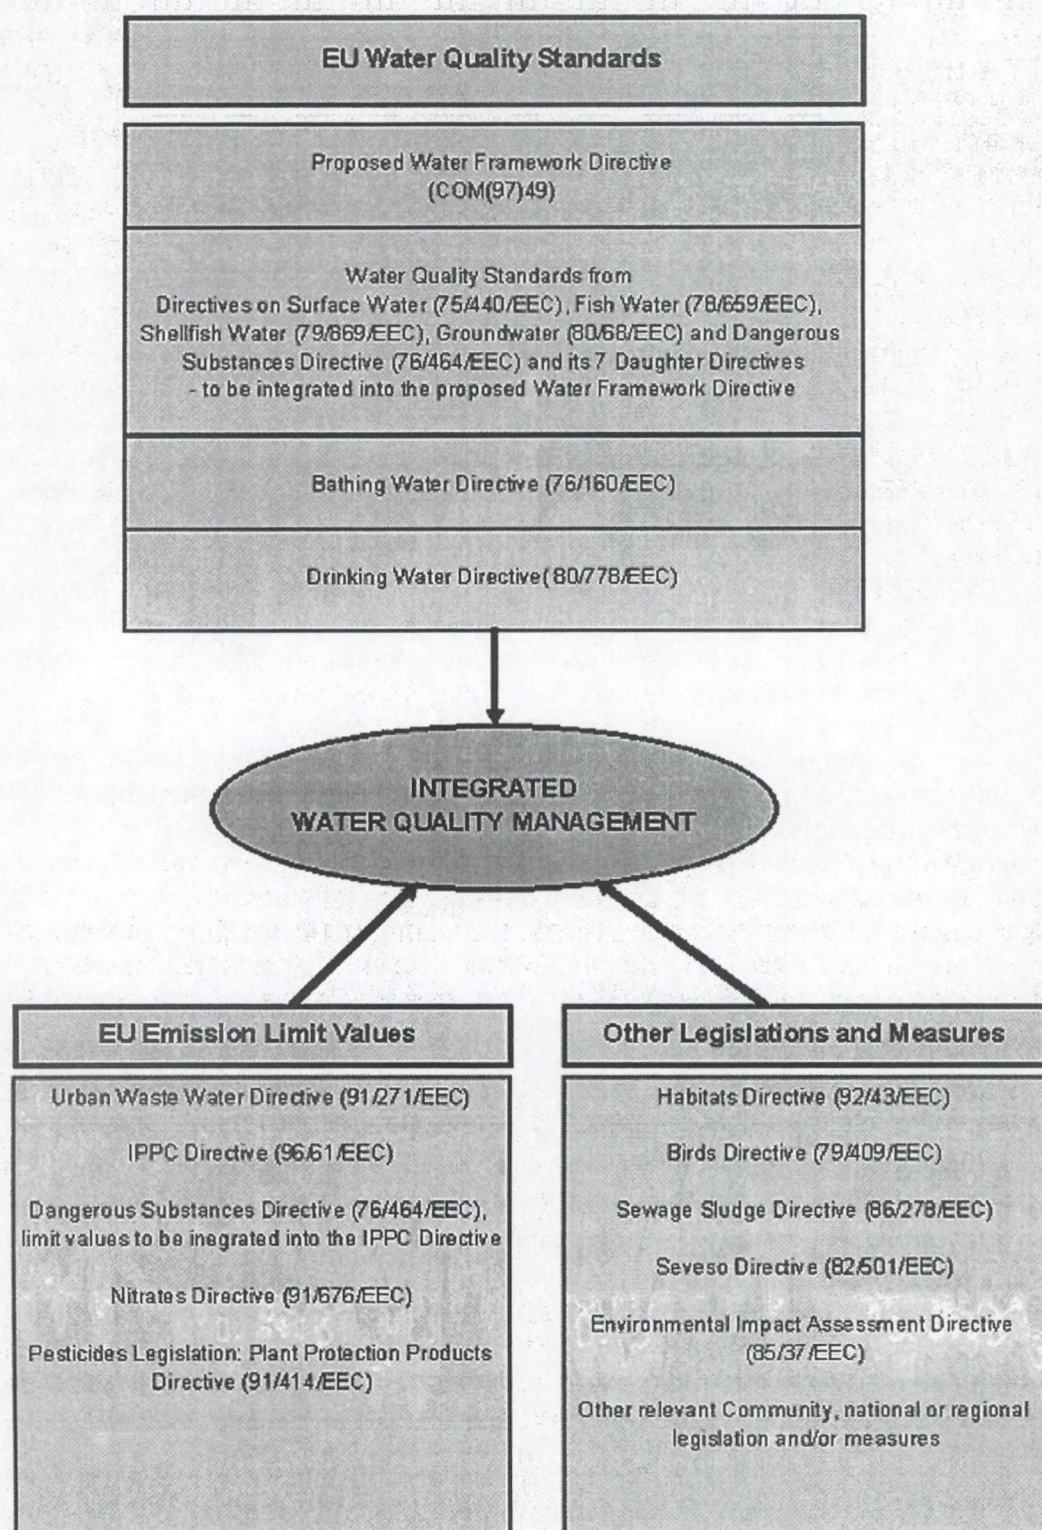 EU Water Quality Standards
Proposed Water Framework Directive
(COM(97)49)
Water Quality Standards from
Directives on Surface Water (75/440/EEC), Fish Water (78/659/EEC),
Shellfish Water (79/869/EEC), Groundwater (80/68/EEC) and Dangerous
Substances Directive (76/464/EEC) and its 7 Daughter Directives
- to be integrated into the proposed Water Framework Directive
Bathing Water Directive (76/160/EEC)
Drinking Water Directive( 80/778/EEC)
INTEGRATED
WATER QUALITY MANAGEMENT
EU Emission Limit Values
Urban Waste Water Directive (91/271/EEC)
IPPC Directive (96/61/EEC)
Dangerous Substances Directive (76/464/EEC),
limit values to be inegrated into the IPPC Directive
Nitrates Directive (91/676/EEC)
Pesticides Legislation: Plant Protection Products
Directive (91/414/EEC)
Other Legislations and Measures
Habitats Directive (92/43/EEC)
Birds Directive (79/409/EEC)
Sewage Sludge Directive (86/278/EEC)
Seveso Directive (82/501/EEC)
Environmental Impact Assessment Directive
(85/37/EEC)
Other relevant Community, national or regional
legislation and/or measures